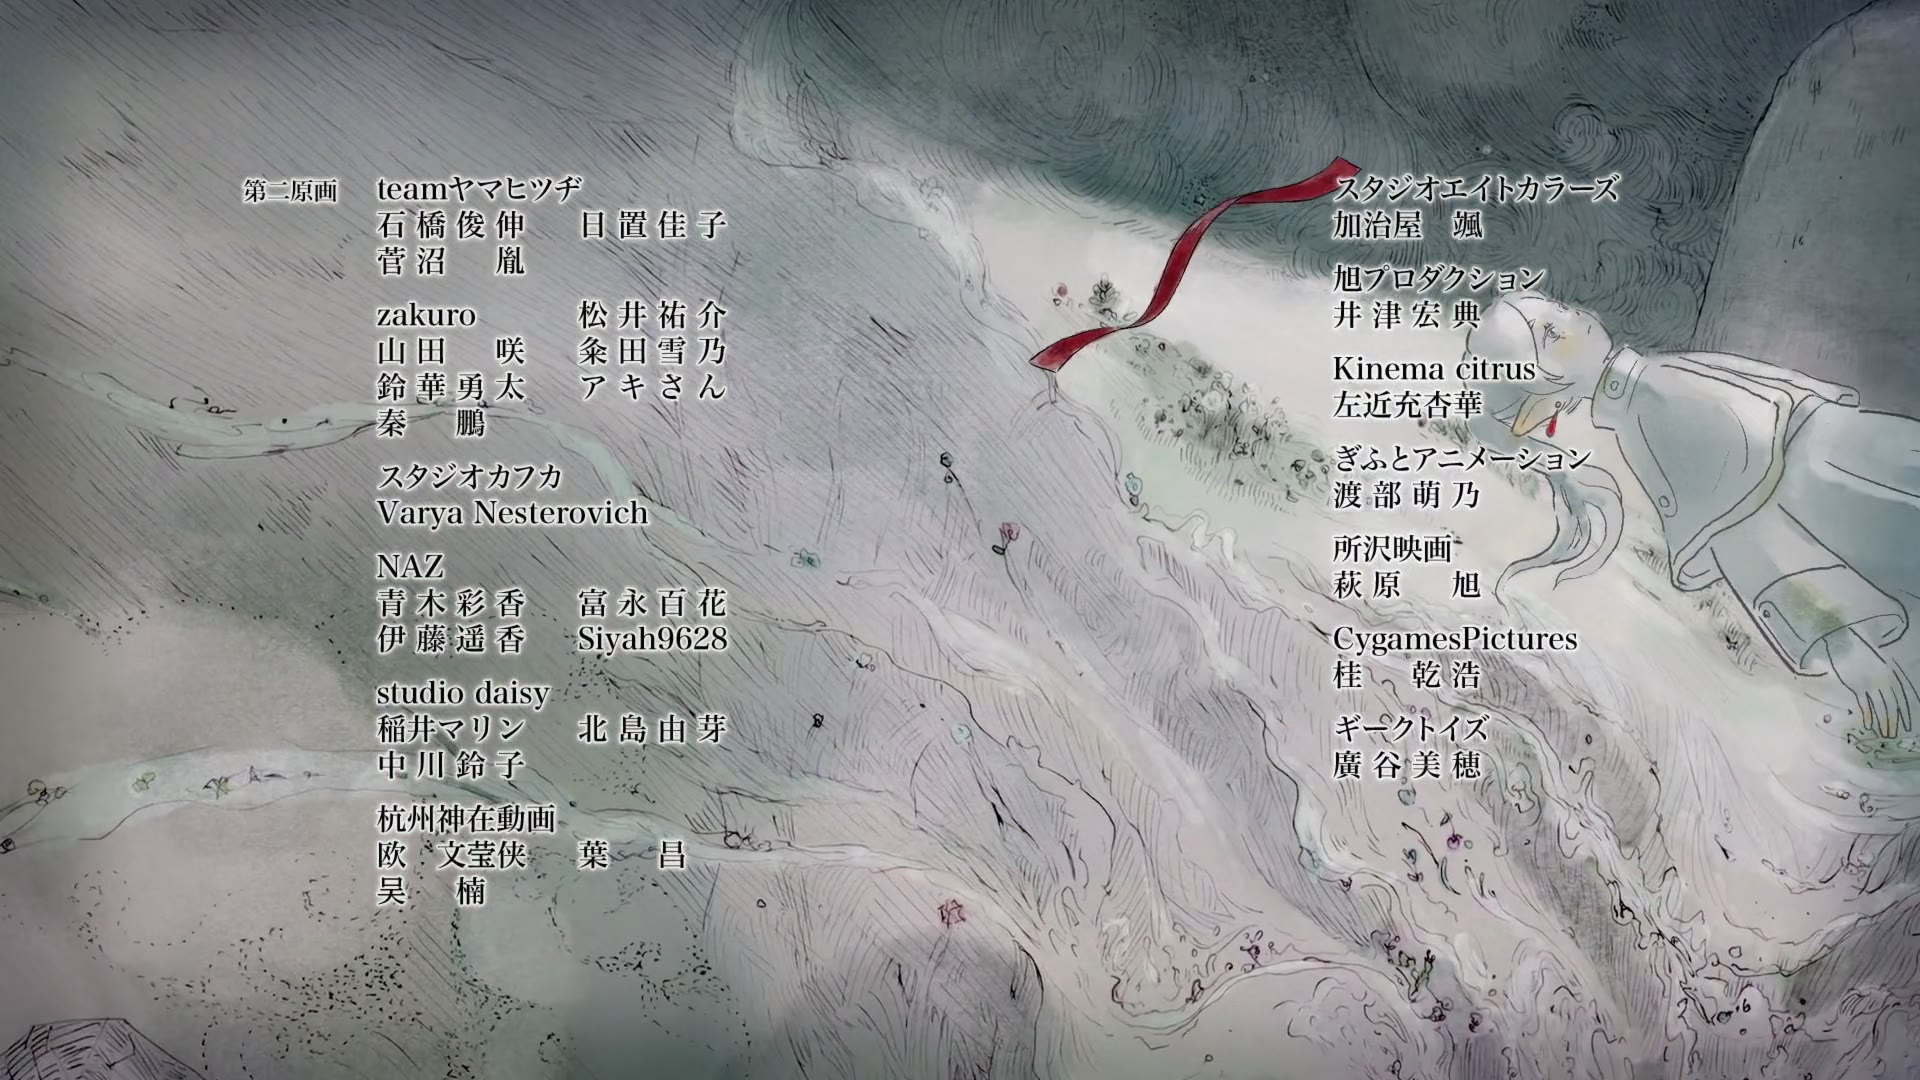 第二原画
teamヤマヒツヂ
石橋俊伸 日置佳子
菅沼 胤
zakuro 松井祐介
山田 咲 粂田雪乃
鈴華勇太 アキさん
秦 鵬
スタジオカフカ
Varya Nesterovich
NAZ
青木彩香 富永百花
伊藤遥香 Siyah9628
studio daisy
稲井マリン 北島由芽
中川鈴子
杭州神在動画
欧 文莹侠 葉 昌
吴 楠
スタジオエイトカラーズ
加治屋 颯
旭プロダクション
井津宏典
Kinema citrus
左近充杏華
ぎふとアニメーション
渡部萌乃
所沢映画
萩原 旭
CygamesPictures
桂 乾浩
ギークトイズ
廣谷美穂